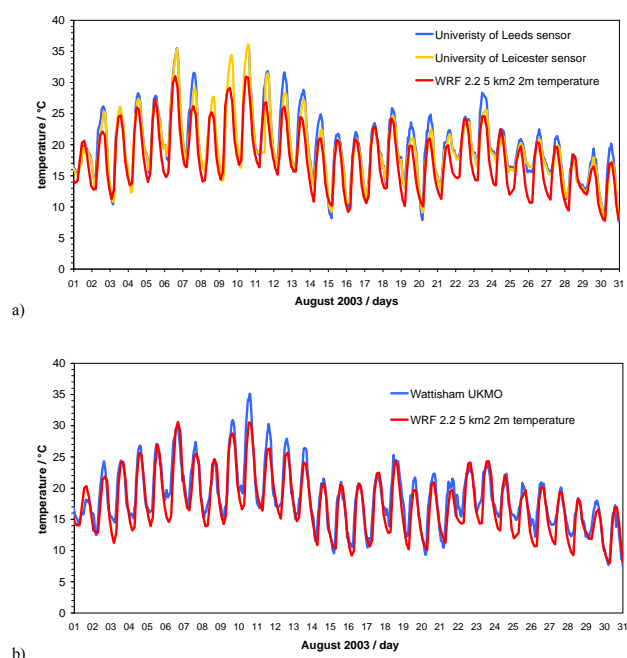 40
35
30
25
20
15
10
5
0
temperature / °C
Univeristy of Leeds sensor
University of Leicester sensor
WRF 2.2 5 km2 2m temperature
01 02 03 04 05 06 07 08 09 10 11 12 13 14 15 16 17 18 19 20 21 22 23 24 25 26 27 28 29 30 31
August 2003 / days
a)
40
35
30
25
20
15
10
5
0
temperature / °C
Wattisham UKMO
WRF 2.2 5 km2 2m temperature
01 02 03 04 05 06 07 08 09 10 11 12 13 14 15 16 17 18 19 20 21 22 23 24 25 26 27 28 29 30 31
August 2003 / day
b)